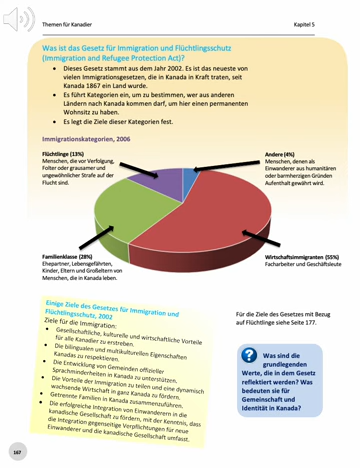 Themen für Kanadier
Kapitel 5
Was ist das Gesetz für Immigration und Flüchtlingsschutz
(Immigration and Refugee Protection Act)?
• Dieses Gesetz stammt aus dem Jahr 2002. Es ist das neueste von
vielen Immigrationsgesetzen, die in Kanada in Kraft traten, seit
Kanada 1867 ein Land wurde.
• Es führt Kategorien ein, um zu bestimmen, wer aus anderen
Ländern nach Kanada kommen darf, um hier einen permanenten
Wohnsitz zu haben.
• Es legt die Ziele dieser Kategorien fest.
Immigrationskategorien, 2006
Flüchtlinge (13%)
Menschen, die vor Verfolgung,
Folter oder grausamer und
ungewöhnlicher Strafe auf der
Flucht sind.
Andere (4%)
Menschen, denen als
Einwanderer aus humanitären
oder barmherzigen Gründen
Aufenthalt gewährt wird.
Familienklasse (28%)
Ehepartner, Lebensgefährten,
Kinder, Eltern und Großeltern von
Menschen, die in Kanada leben.
Wirtschaftsimmigranten (55%)
Facharbeiter und Geschäftsleute
Einige Ziele des Gesetzes für Immigration und
Flüchtlingsschutz, 2002
Ziele für die Immigration:
• Gesellschaftliche, kulturelle und wirtschaftliche Vorteile
für alle Kanadier zu erstreben.
• Die bilingualen und multikulturellen Eigenschaften
Kanadas zu respektieren.
• Die Entwicklung von Gemeinden offizieller
Sprachminderheiten in Kanada zu unterstützen.
• Die Vorteile der Immigration zu teilen und eine dynamisch
wachsende Wirtschaft in ganz Kanada zu fördern.
• Getrennte Familien in Kanada zusammenzuführen.
• Die erfolgreiche Integration von Einwanderern in die
kanadische Gesellschaft zu fördern, mit der Kenntnis, dass
die Integration gegenseitige Verpflichtungen für neue
Einwanderer und die kanadische Gesellschaft umfasst.
Für die Ziele des Gesetzes mit Bezug
auf Flüchtlinge siehe Seite 177.
? Was sind die
grundlegenden
Werte, die in dem Gesetz
reflektiert werden? Was
bedeuten sie für
Gemeinschaft und
Identität in Kanada?
167